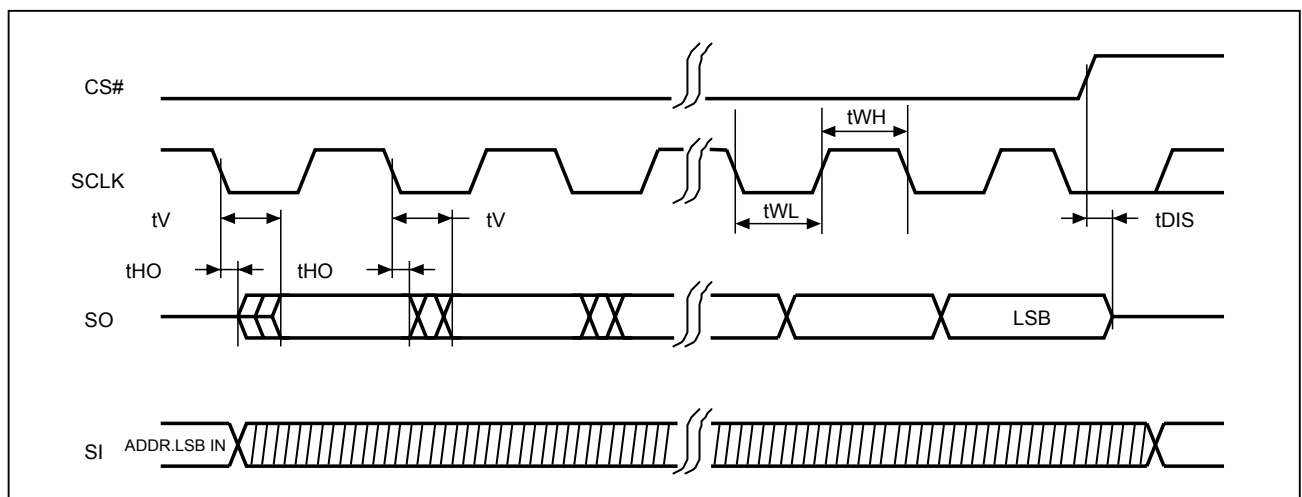 CS#
tWH
SCLK
tWL
tV
tV
tDIS
tHO
tHO
SO
LSB
SI
ADDR.LSB IN